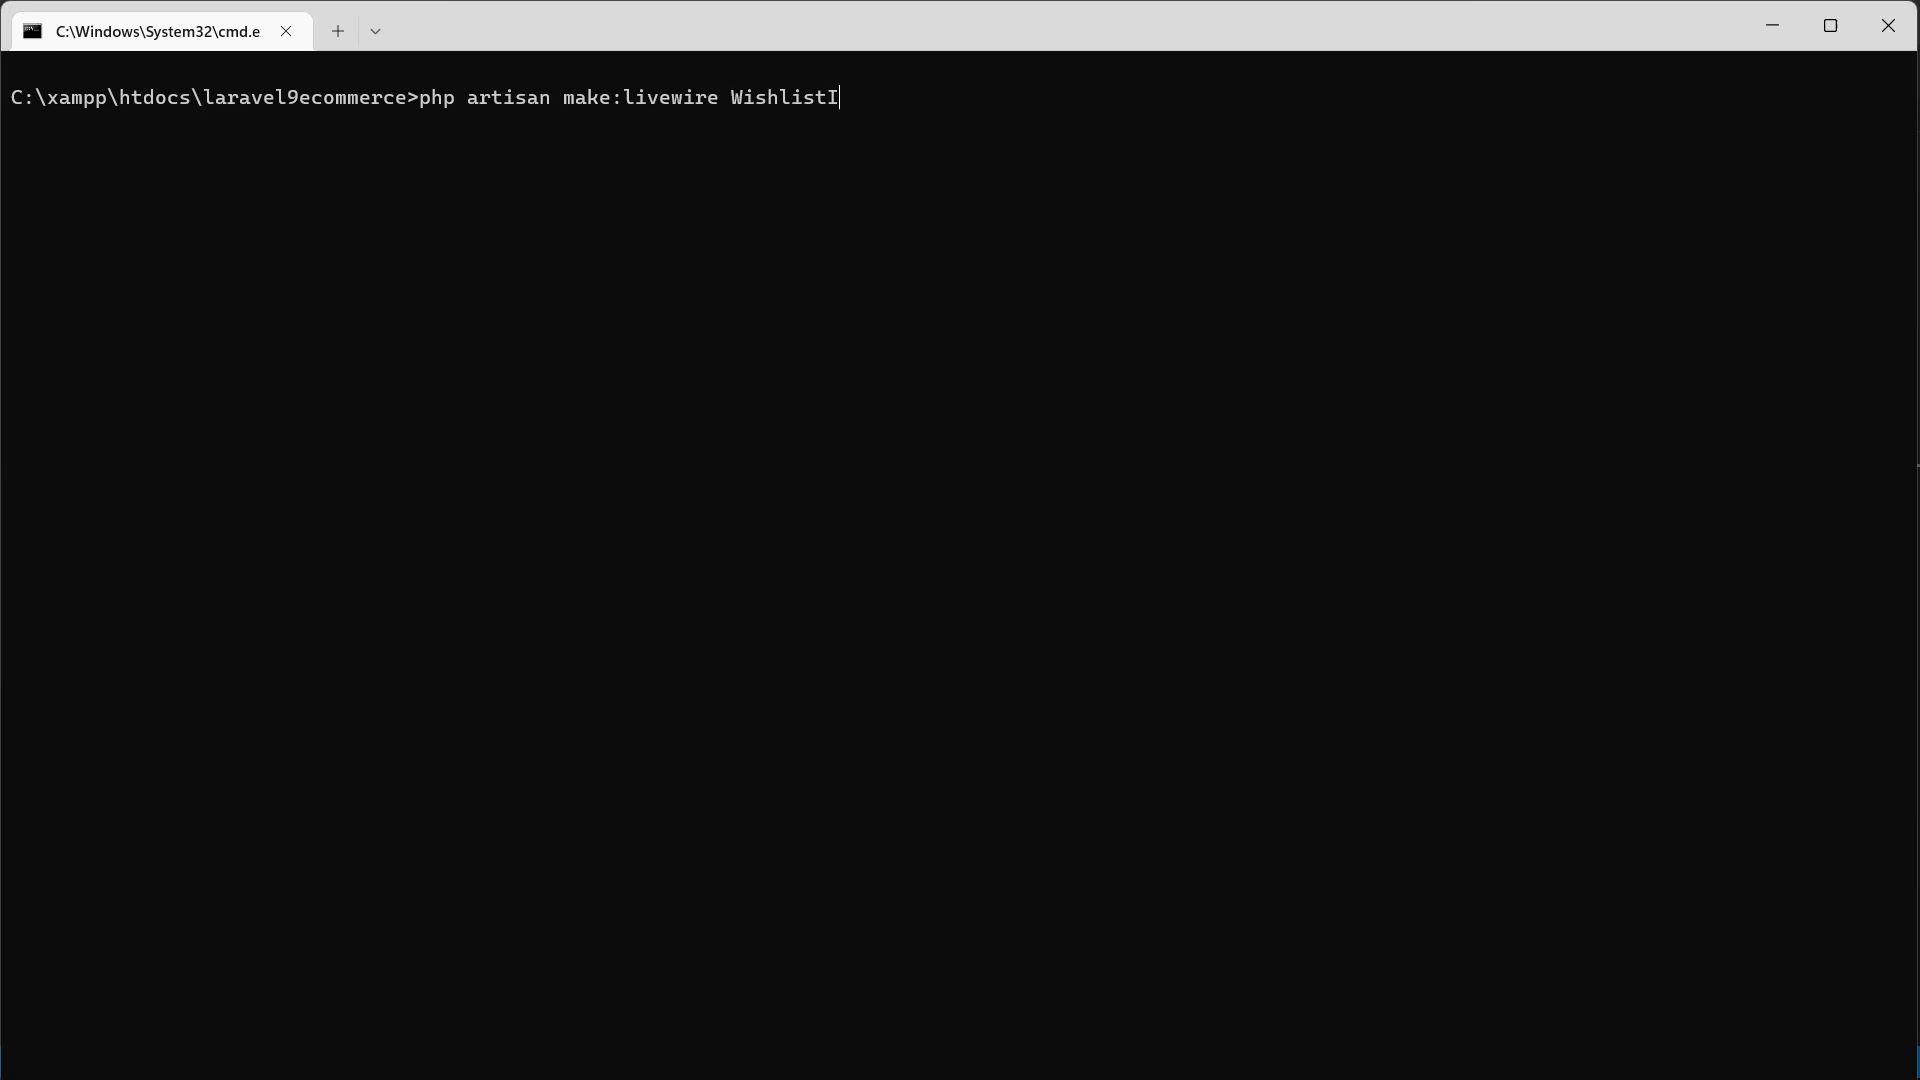 C:\Windows\System32\cmd.e
C:\xampp\htdocs\laravel9ecommerce>php artisan make:livewire WishlistI